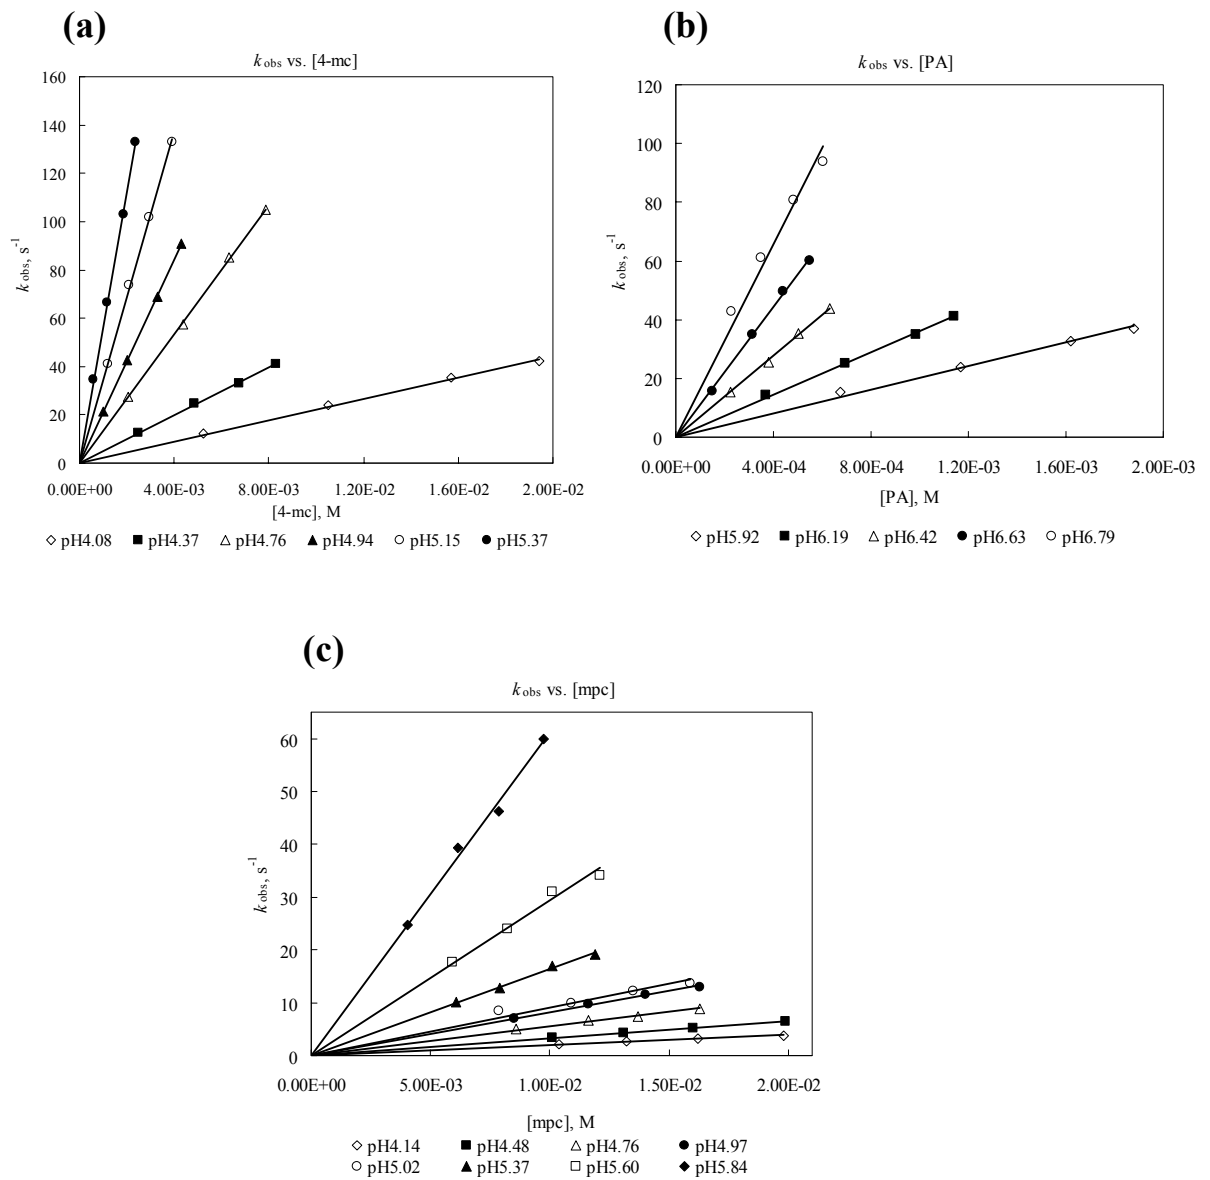 (a)
k obs vs. [4-mc]
160
140
120
100
80
60
40
20
0
k obs, s-1
0.00E+00 4.00E-03 8.00E-03 1.20E-02 1.60E-02 2.00E-02
[4-mc], M
pH4.08 pH4.37 pH4.76 pH4.94 pH5.15 pH5.37
(b)
k obs vs. [PA]
120
100
80
60
40
20
0
k obs, s-1
0.00E+00 4.00E-04 8.00E-04 1.20E-03 1.60E-03 2.00E-03
[PA], M
pH5.92 pH6.19 pH6.42 pH6.63 pH6.79
(c)
k obs vs. [mpc]
60
50
40
30
20
10
0
k obs, s-1
0.00E+00 5.00E-03 1.00E-02 1.50E-02 2.00E-02
[mpc], M
pH4.14 pH4.48 pH4.76 pH4.97
pH5.02 pH5.37 pH5.60 pH5.84